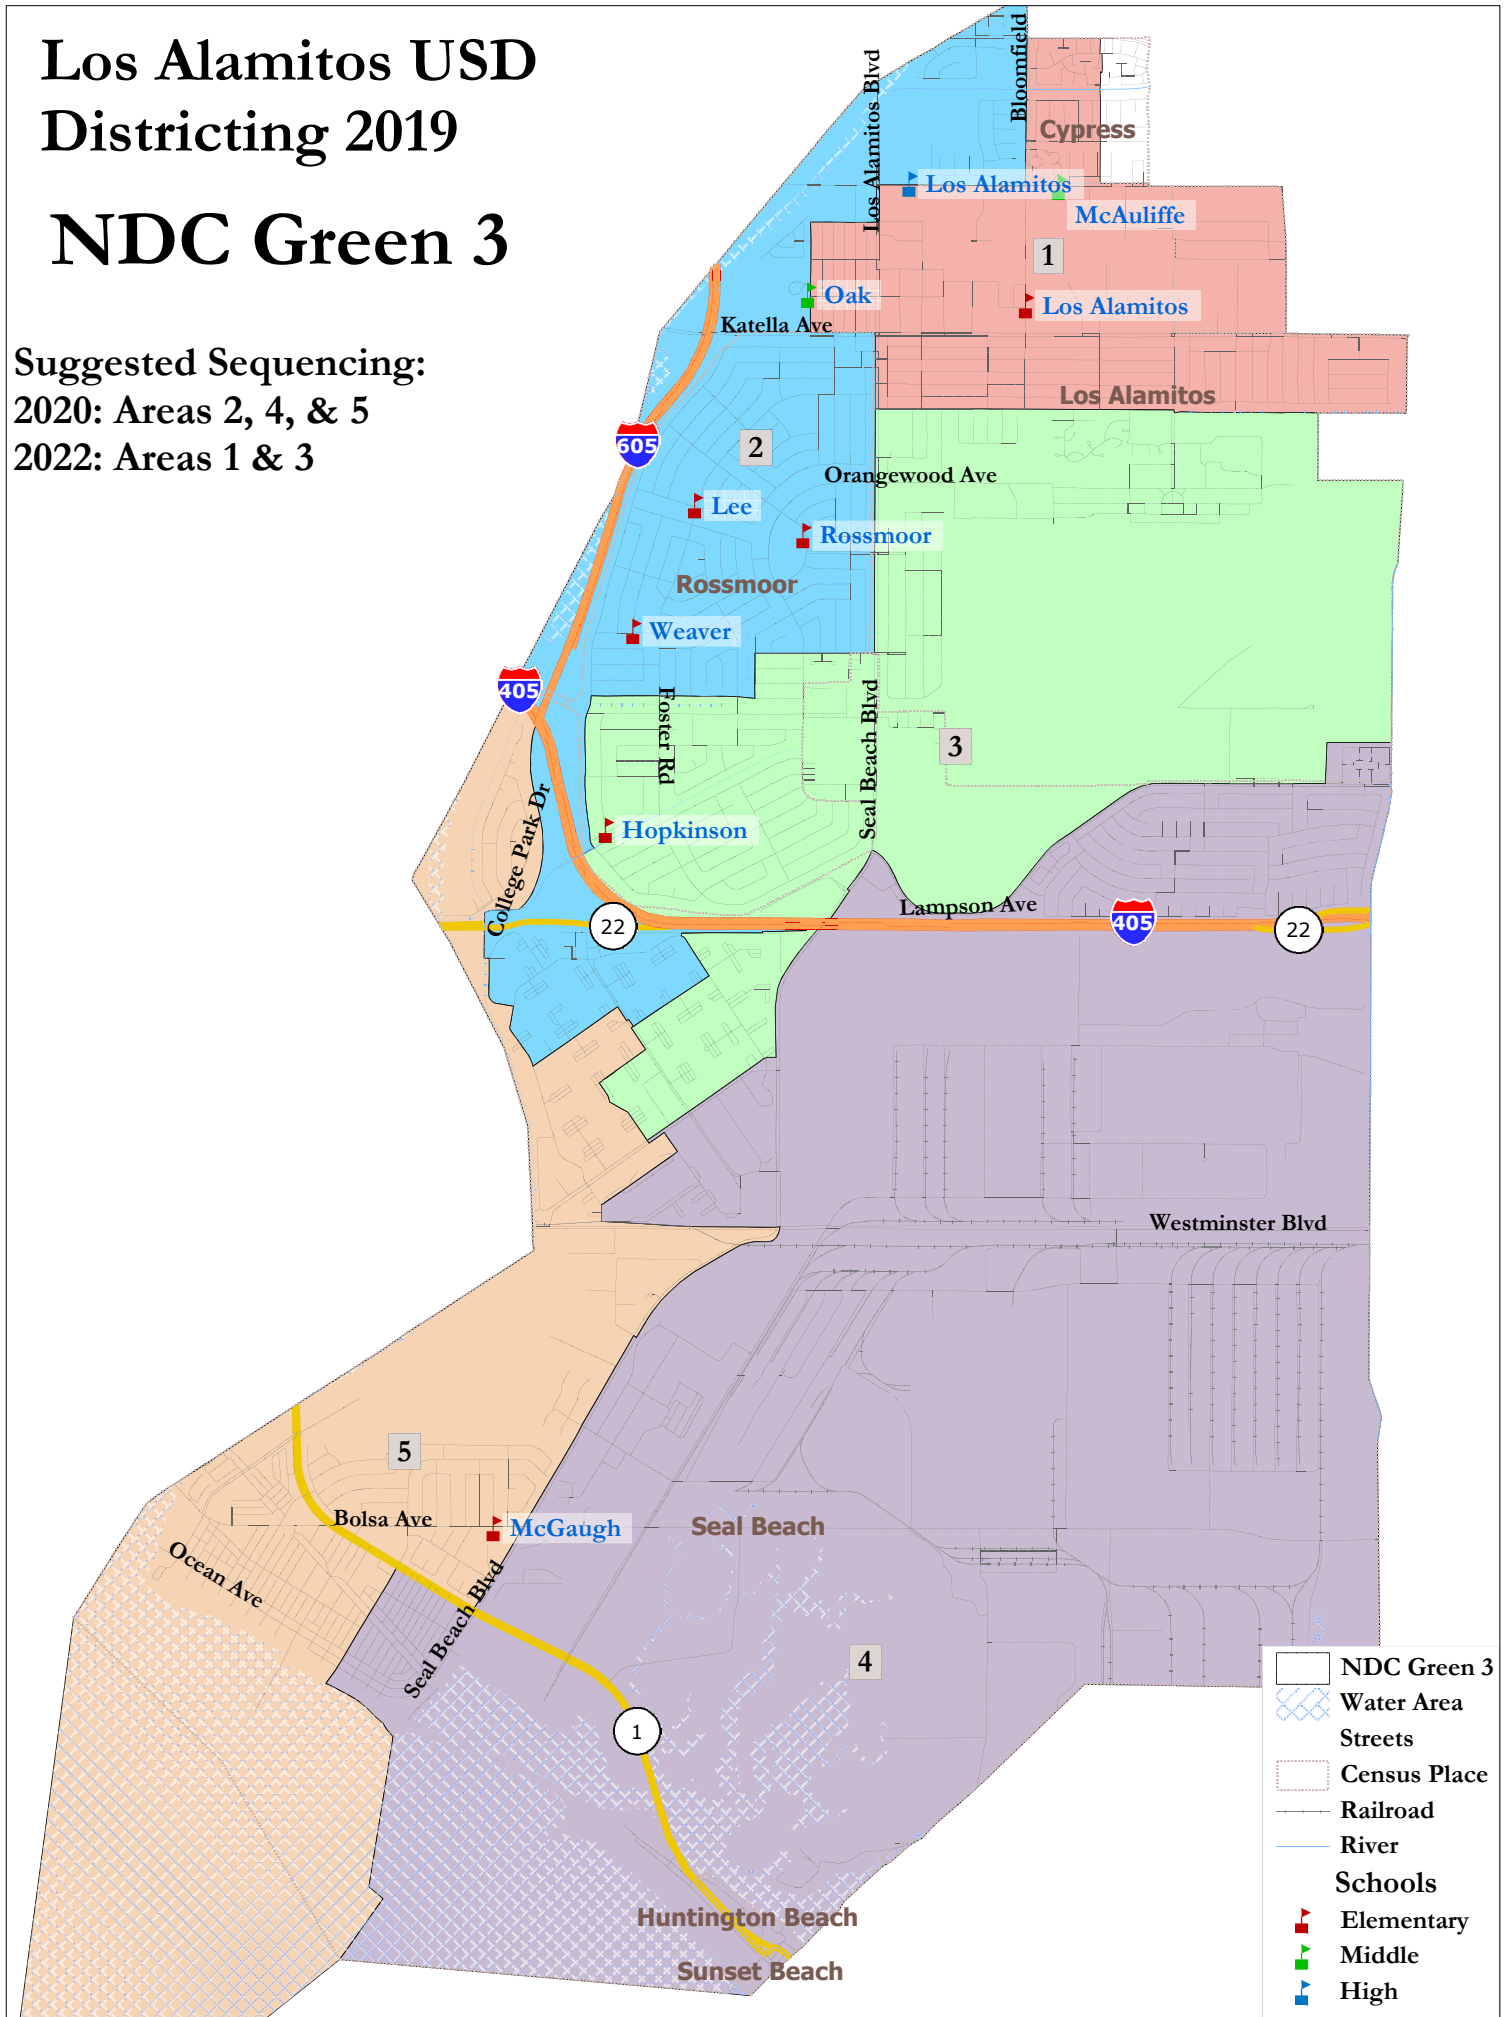 Los Alamitos USD
Districting 2019
NDC Green 3
Suggested Sequencing:
2020: Areas 2, 4, & 5
2022: Areas 1 & 3
Bloomfield
Los Alamitos Blvd
Cypress
Los Alamitos
McAuliffe
1
Oak
Los Alamitos
Katella Ave
Los Alamitos
605
2
Orangewood Ave
Lee
Rossmoor
Rossmoor
Weaver
405
Foster Rd
Seal Beach Blvd
3
College Park Dr
Hopkinson
Lampson Ave
22
405
22
Westminster Blvd
5
Bolsa Ave
McGaugh
Seal Beach
Ocean Ave
Seal Beach Blvd
4
1
Huntington Beach
Sunset Beach
NDC Green 3
Water Area
Streets
Census Place
Railroad
River
Schools
Elementary
Middle
High